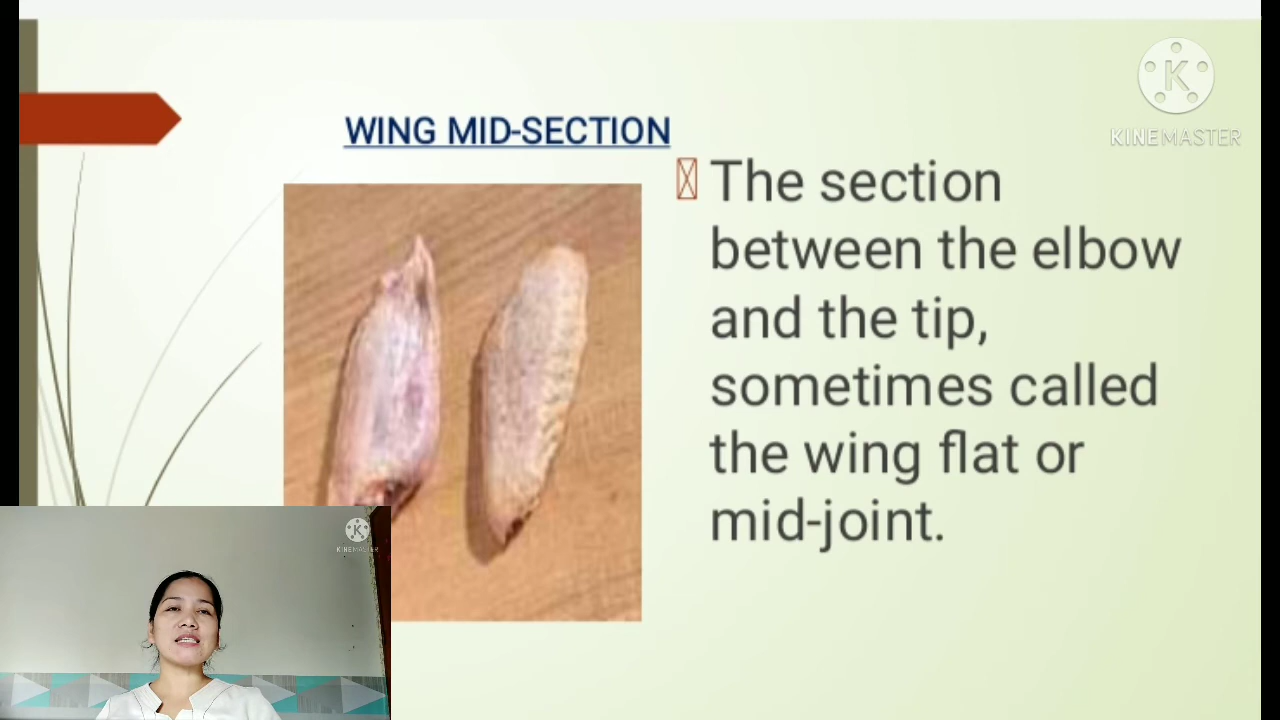 K
KINEMASTER
WING MID-SECTION
The section
between the elbow
and the tip,
sometimes called
the wing flat or
mid-joint.
K
KINEMASTER